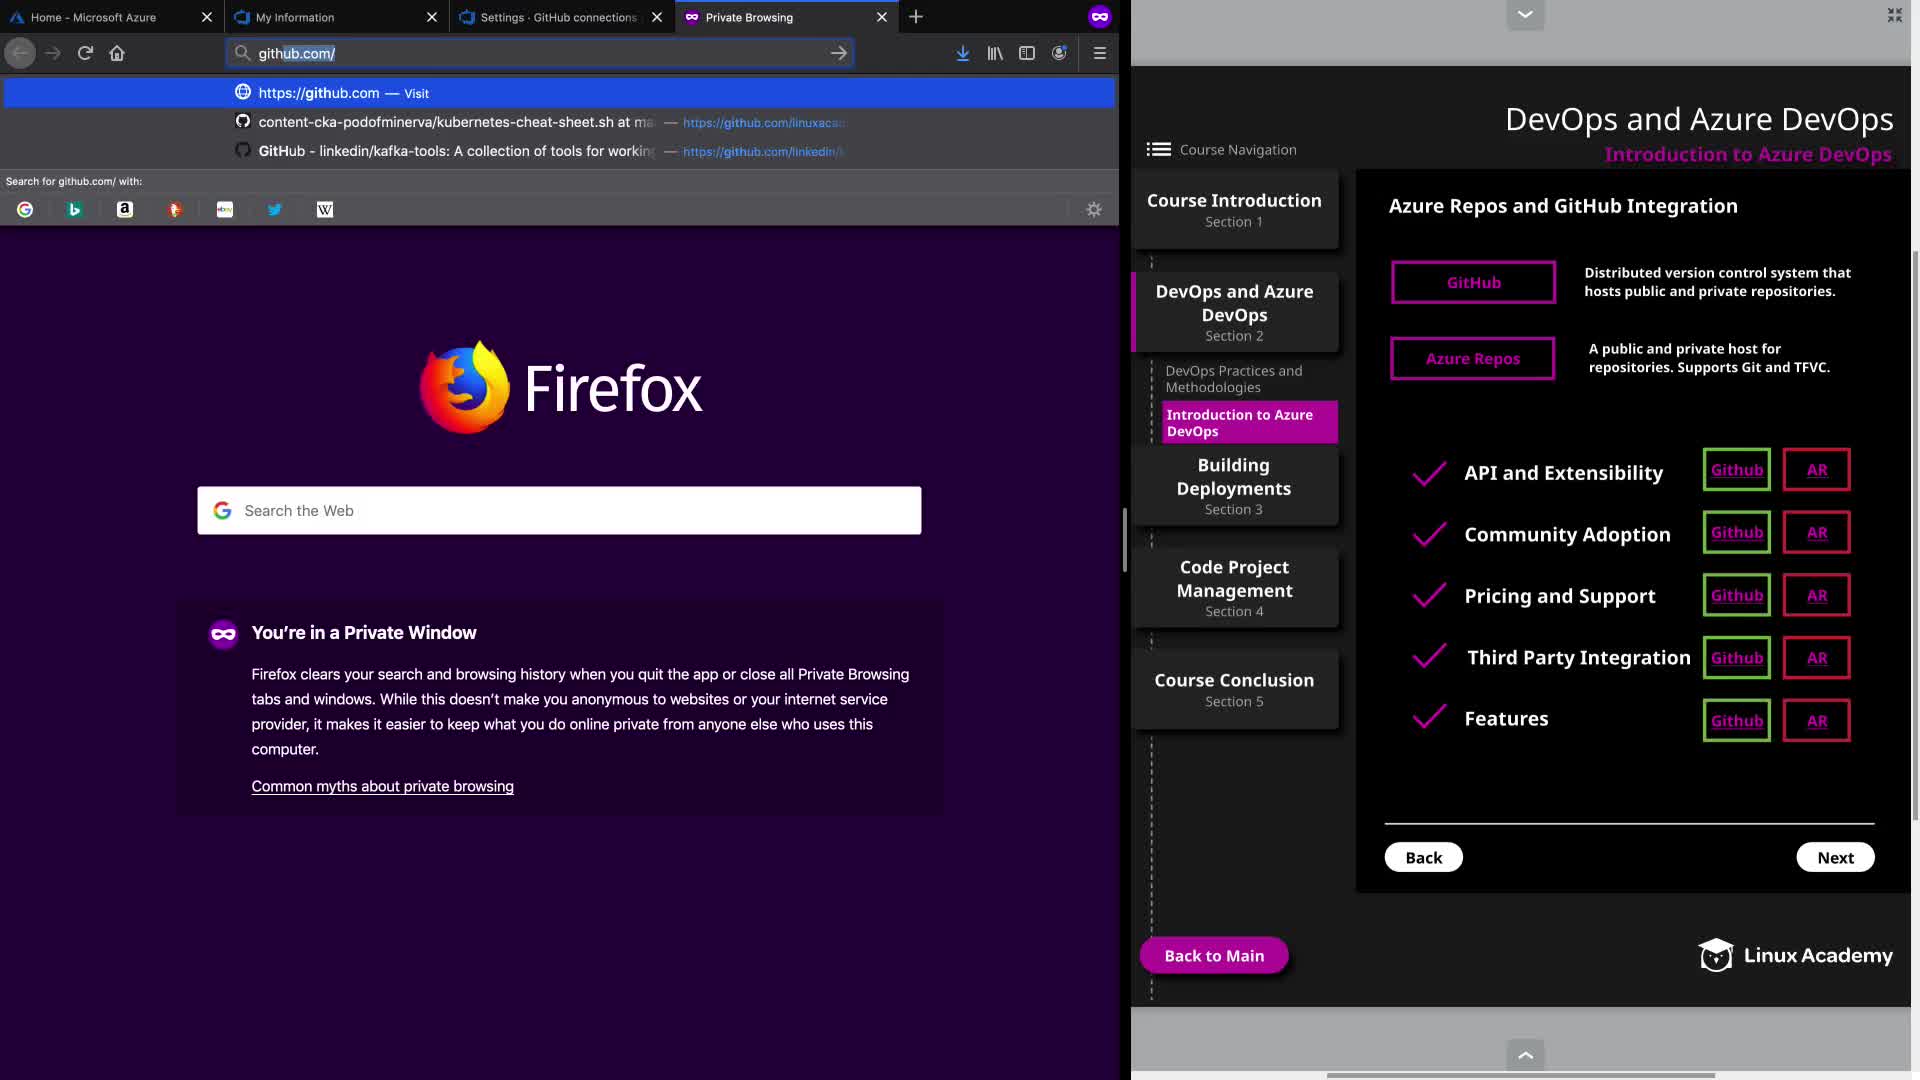 Home - Microsoft Azure
My Information
Settings · GitHub connections
Private Browsing
github.com/
https://github.com — Visit
content-cka-podofminerva/kubernetes-cheat-sheet.sh at ma — https://github.com/linuxaca
GitHub - linkedin/kafka-tools: A collection of tools for working — https://github.com/linkedin/
Search for github.com/ with:
Firefox
Search the Web
You're in a Private Window
Firefox clears your search and browsing history when you quit the app or close all Private Browsing
tabs and windows. While this doesn't make you anonymous to websites or your internet service
provider, it makes it easier to keep what you do online private from anyone else who uses this
computer.
Common myths about private browsing
DevOps and Azure DevOps
Introduction to Azure DevOps
Course Navigation
Course Introduction
Section 1
DevOps and Azure
DevOps
Section 2
DevOps Practices and
Methodologies
Introduction to Azure
DevOps
Building
Deployments
Section 3
Code Project
Management
Section 4
Course Conclusion
Section 5
Back to Main
Azure Repos and GitHub Integration
GitHub
Distributed version control system that
hosts public and private repositories.
Azure Repos
A public and private host for
repositories. Supports Git and TFVC.
API and Extensibility Github AR
Community Adoption Github AR
Pricing and Support Github AR
Third Party Integration Github AR
Features Github AR
Back
Next
Linux Academy